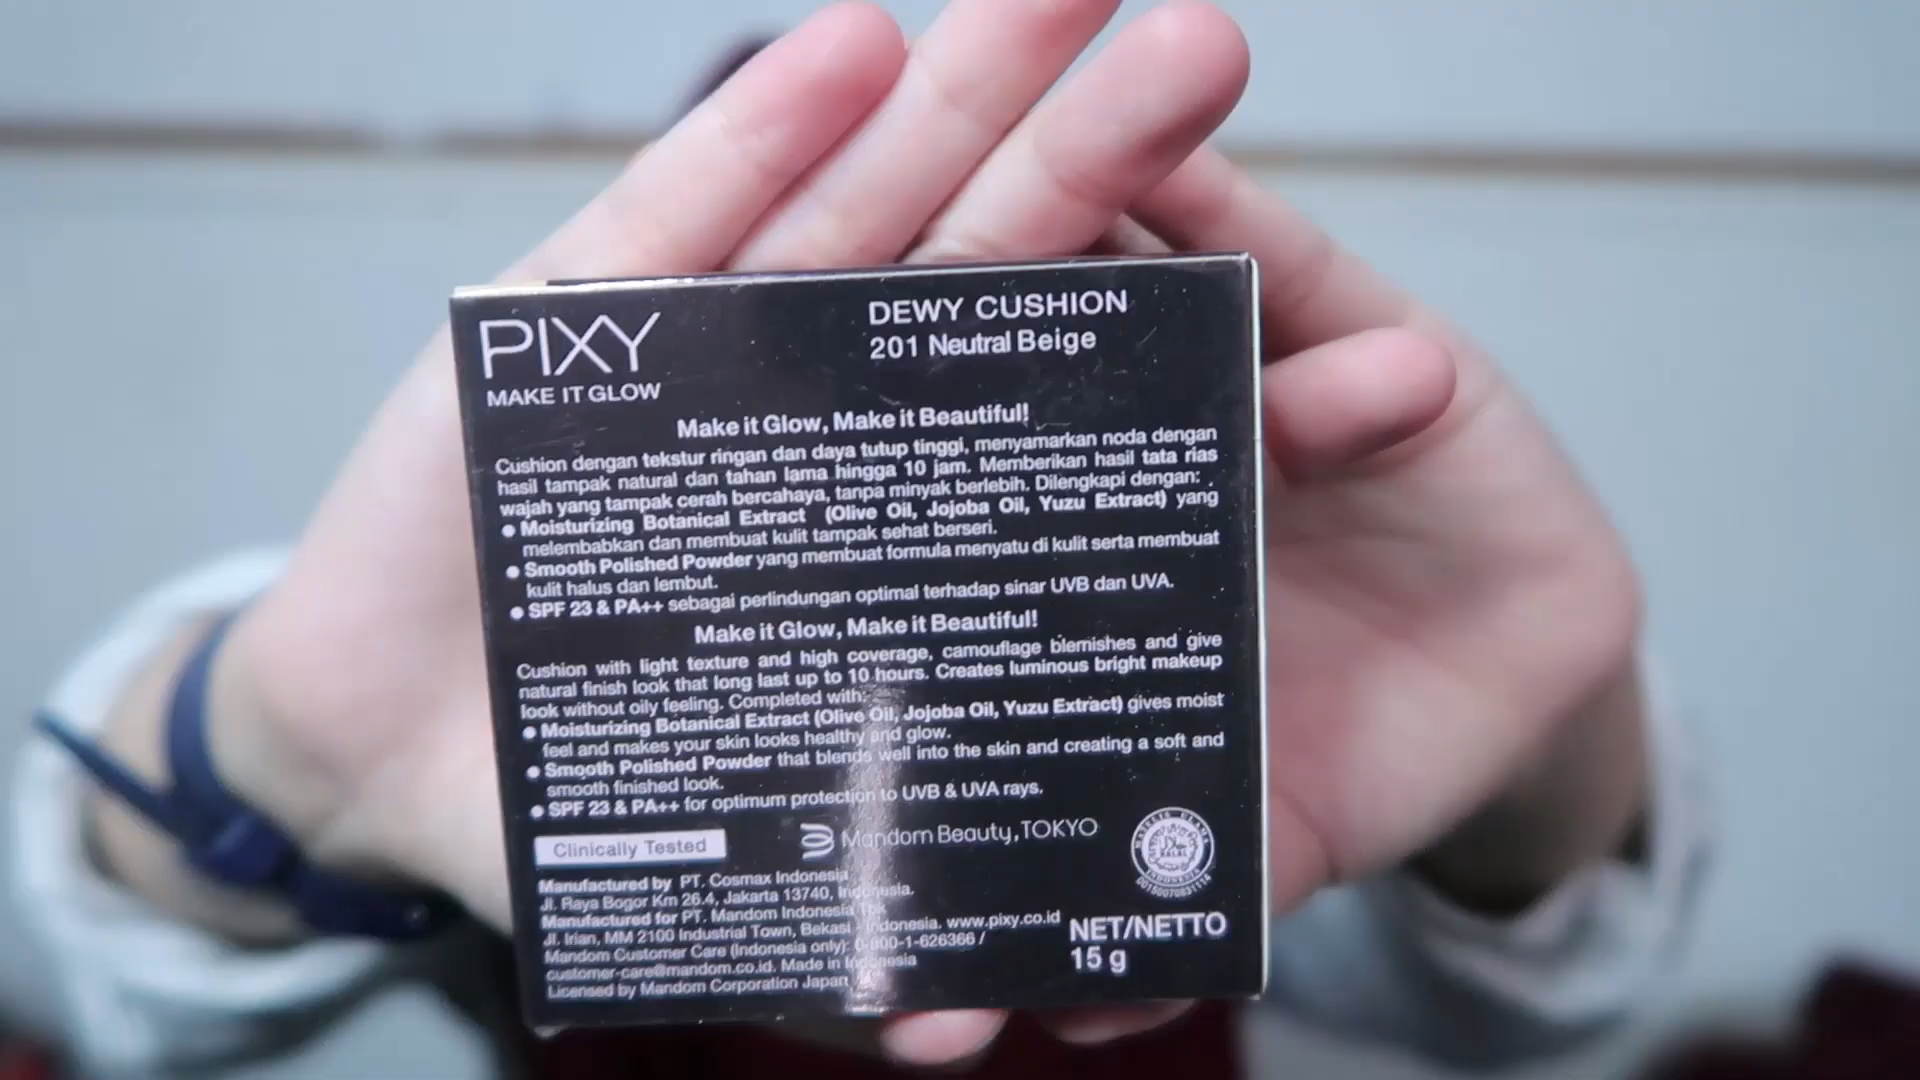 PIXY
MAKE IT GLOW
DEWY CUSHION
201 Neutral Beige
Make it Glow, Make it Beautiful!
Cushion dengan tekstur ringan dan daya tutup tinggi, menyamarkan noda dengan
hasil tampak natural dan tahan lama hingga 10 jam. Memberikan hasil tata rias
wajah yang tampak cerah bercahaya, tanpa minyak berlebih. Dilengkapi dengan:
● Moisturizing Botanical Extract (Olive Oil, Jojoba Oil, Yuzu Extract) yang
melembabkan dan membuat kulit tampak sehat berseri.
● Smooth Polished Powder yang membuat formula menyatu di kulit serta membuat
kulit halus dan lembut.
● SPF 23 & PA++ sebagai perlindungan optimal terhadap sinar UVB dan UVA.
Make it Glow, Make it Beautiful!
Cushion with light texture and high coverage, camouflage blemishes and give
natural finish look that long last up to 10 hours. Creates luminous bright makeup
look without oily feeling. Completed with:
● Moisturizing Botanical Extract (Olive Oil, Jojoba Oil, Yuzu Extract) gives moist
feel and makes your skin looks healthy and glow.
● Smooth Polished Powder that blends well into the skin and creating a soft and
smooth finished look.
● SPF 23 & PA++ for optimum protection to UVB & UVA rays.
Clinically Tested
Mandom Beauty, TOKYO
MAJELIS ULAMA
HALAL
INDONESIA
00150070831114
Manufactured by PT. Cosmax Indonesia
Jl. Raya Bogor Km 26.4, Jakarta 13740, Indonesia.
Manufactured for PT. Mandom Indonesia Tbk
Jl. Irian, MM 2100 Industrial Town, Bekasi - Indonesia. www.pixy.co.id
Mandom Customer Care (Indonesia only): 0-800-1-626366 /
customer-care@mandom.co.id. Made in Indonesia
Licensed by Mandom Corporation Japan
NET/NETTO
15 g